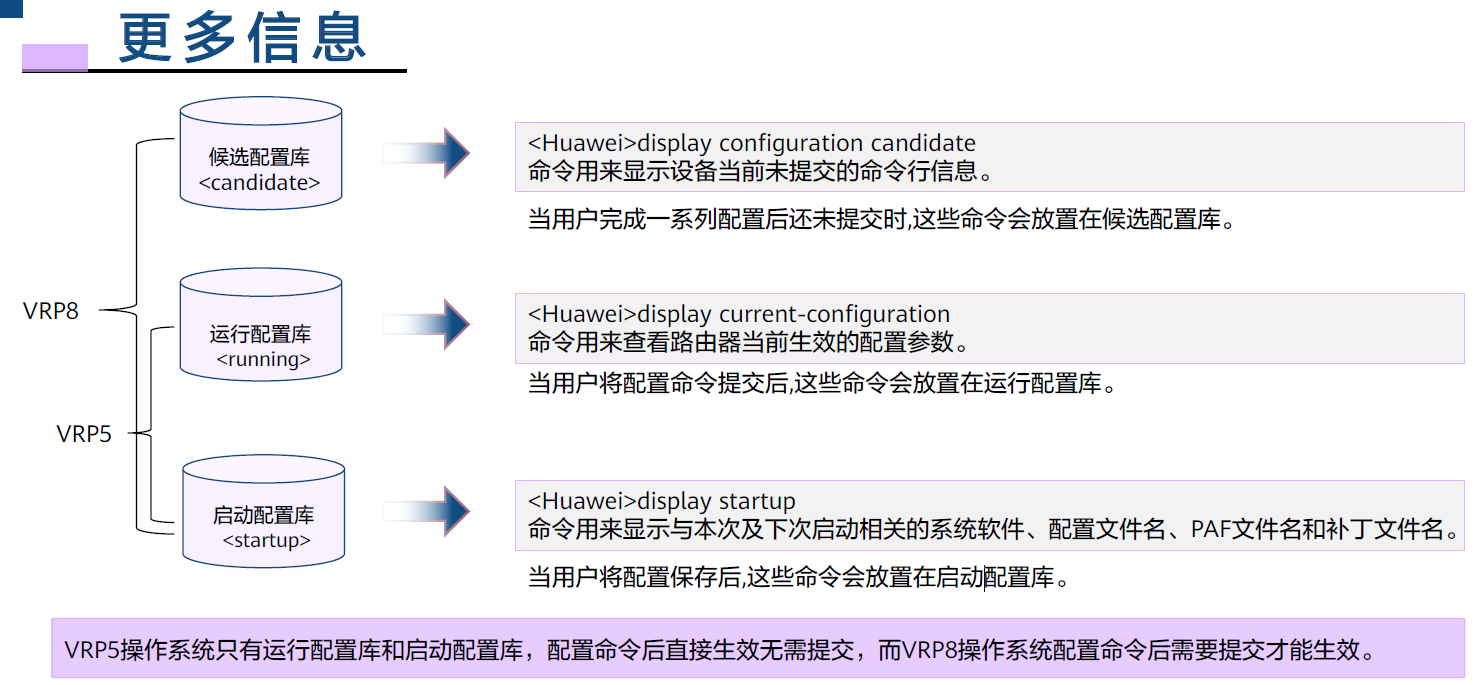 更多信息
候选配置库
<candidate>
<Huawei>display configuration candidate
命令用来显示设备当前未提交的命令行信息。
当用户完成一系列配置后还未提交时,这些命令会放置在候选配置库。
VRP8
运行配置库
<running>
<Huawei>display current-configuration
命令用来查看路由器当前生效的配置参数。
当用户将配置命令提交后,这些命令会放置在运行配置库。
VRP5
启动配置库
<startup>
<Huawei>display startup
命令用来显示与本次及下次启动相关的系统软件、配置文件名、PAF文件名和补丁文件名。
当用户将配置保存后,这些命令会放置在启动配置库。
VRP5操作系统只有运行配置库和启动配置库，配置命令后直接生效无需提交，而VRP8操作系统配置命令后需要提交才能生效。